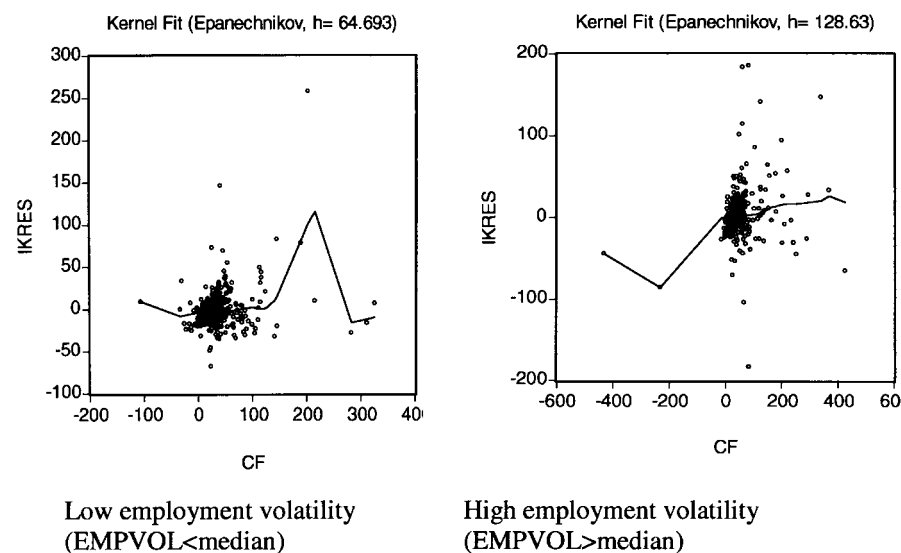 Kernel Fit (Epanechnikov, h= 64.693)
300
250
200
150
100
50
0
-50
-100
-200
-100
0
100
200
300
40
IKRES
CF
Low employment volatility
(EMPVOL<median)
Kernel Fit (Epanechnikov, h= 128.63)
200
100
0
-100
-200
-600
-400
-200
0
200
400
60
IKRES
CF
High employment volatility
(EMPVOL>median)